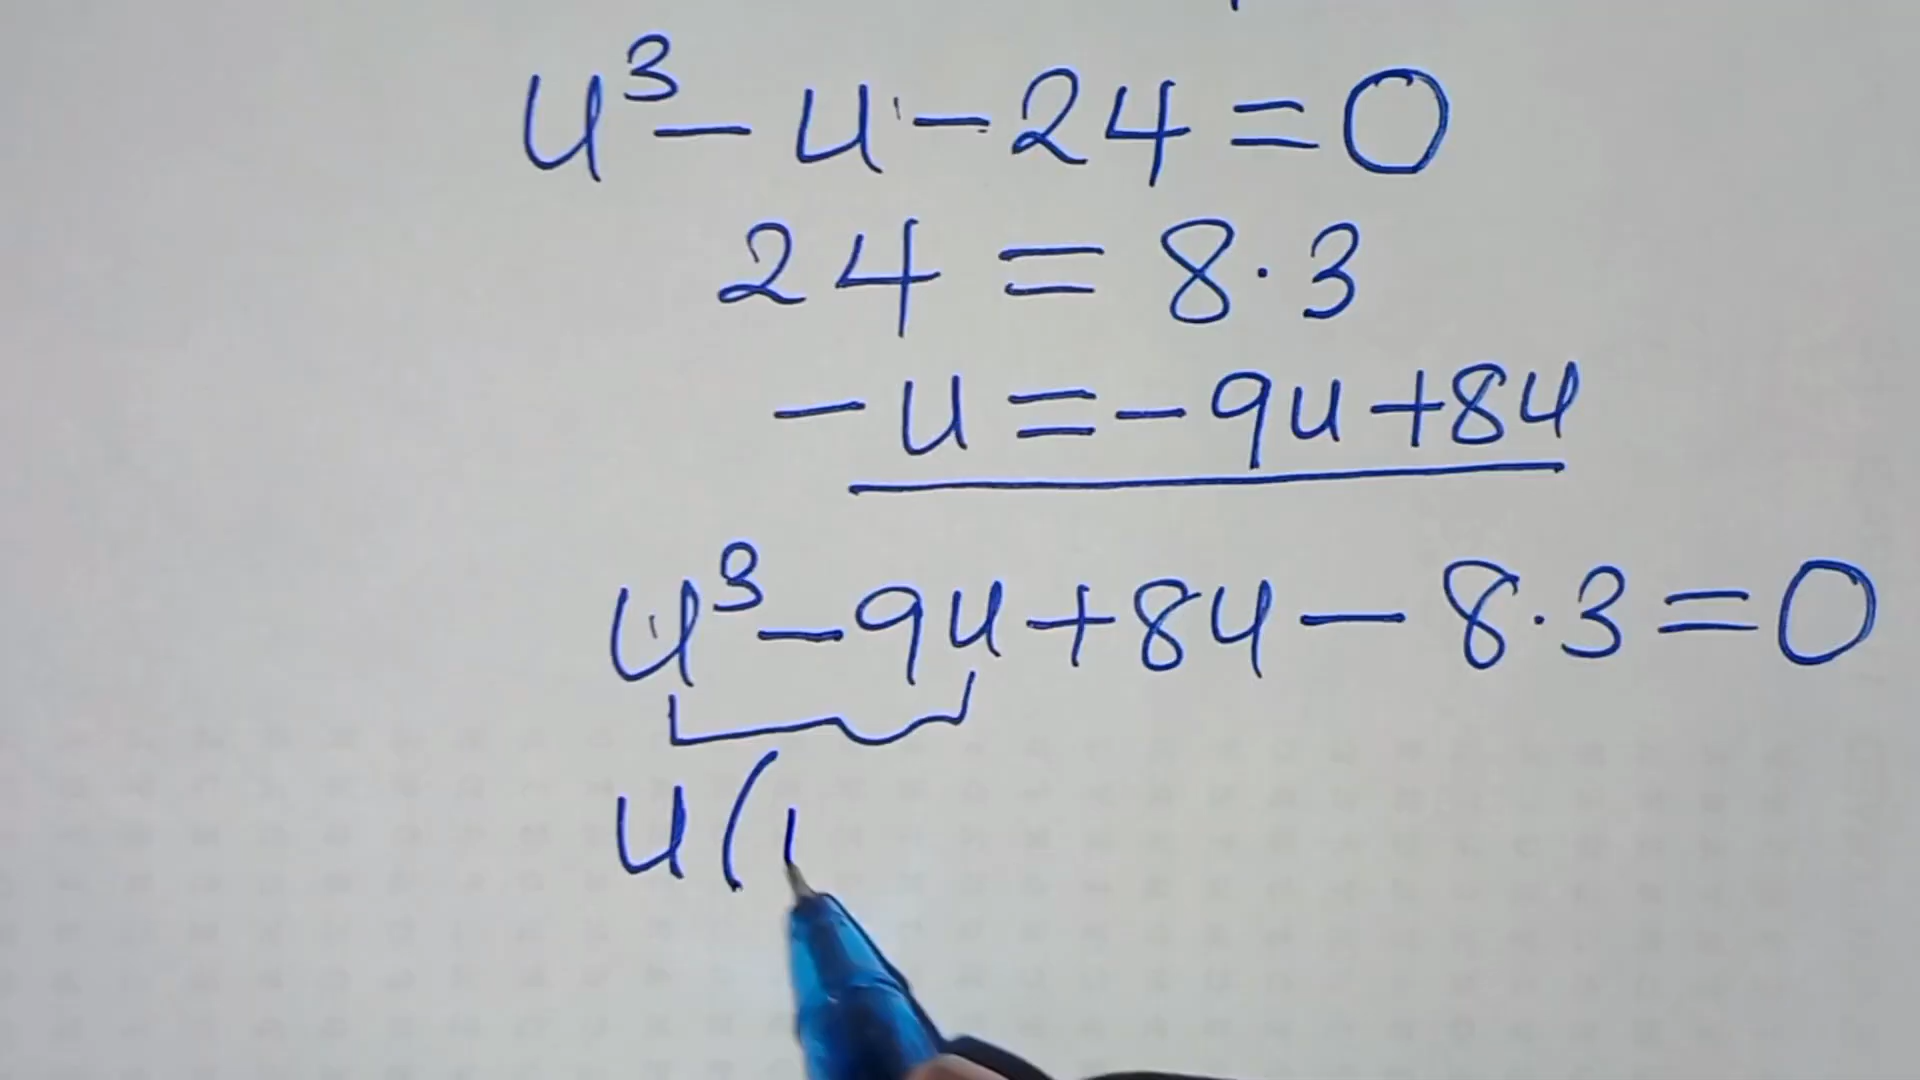 u³ - u - 24 = 0
24 = 8·3
-u = -9u + 8u
u³ - 9u + 8u - 8·3 = 0
u(